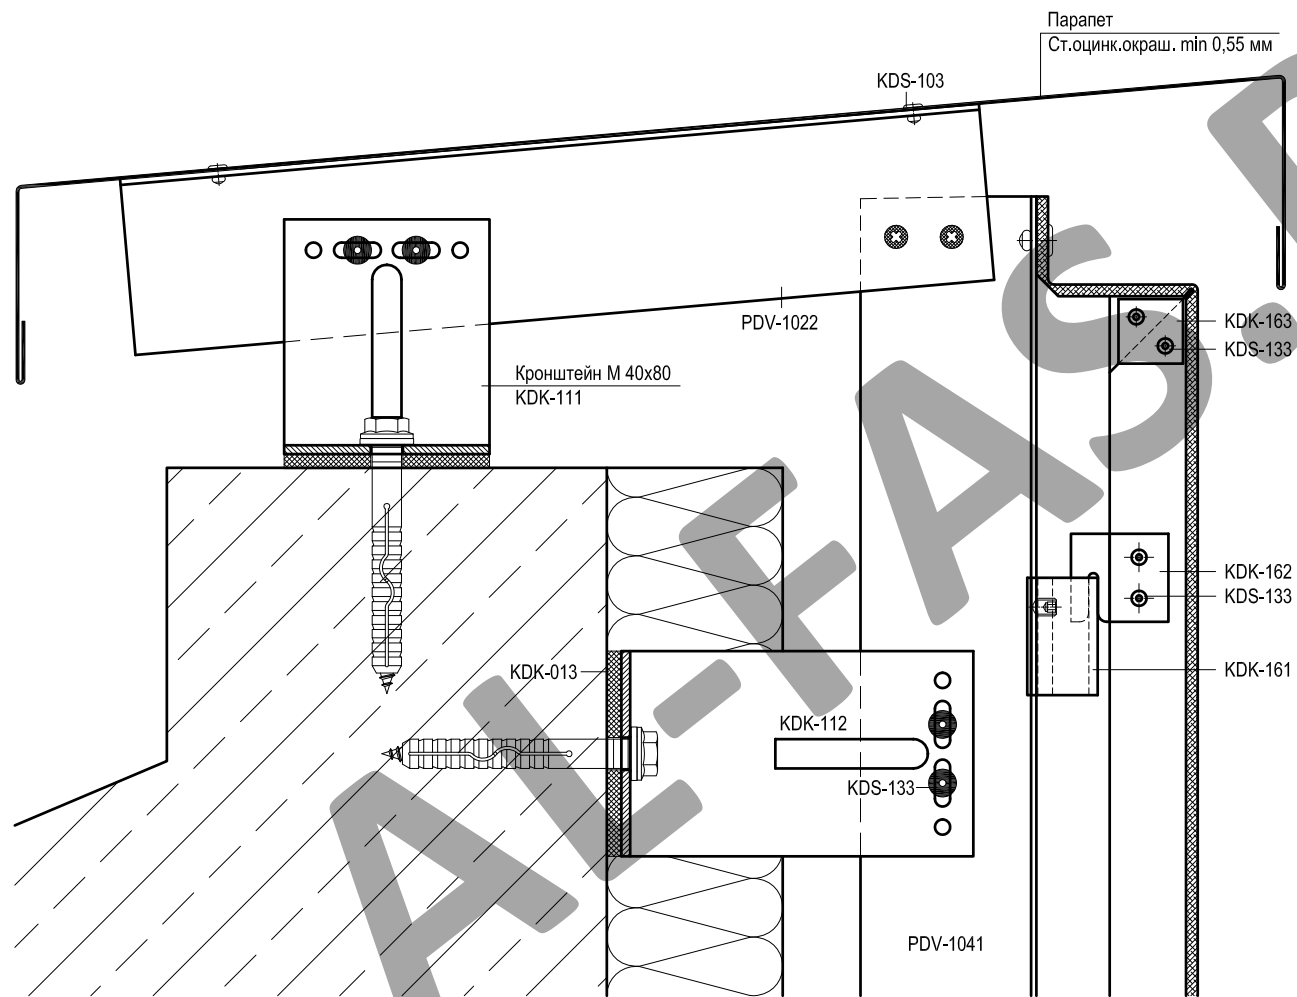 Парапет
Ст.оцинк.окраш. min 0,55 мм
KDS-103
PDV-1022
KDK-163
KDS-133
Кронштейн М 40х80
KDK-111
KDK-162
KDS-133
KDK-013
KDK-161
KDK-112
KDS-133
PDV-1041
AL-FAS.